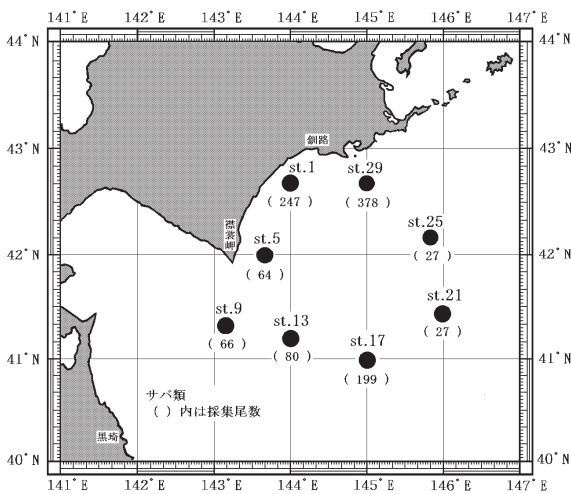 141° E 142° E 143° E 144° E 145° E 146° E 147° E
44° N 44° N
釧路
43° N 43° N
st.1 st.29
( 247 ) ( 378 )
襟裳岬
st.25
( 27 )
st.5
( 64 )
42° N 42° N
st.21
( 27 )
st.9
( 66 )
st.13
( 80 )
st.17
( 199 )
41° N 41° N
サバ類
( ) 内は採集尾数
黒埼
40° N 40° N
141° E 142° E 143° E 144° E 145° E 146° E 147° E